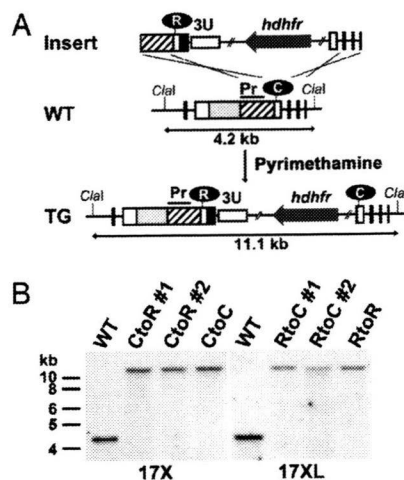 A
R
3U
hdhfr
Insert
Pr
C
ClaI
ClaI
WT
4.2 kb
Pyrimethamine
ClaI
Pr
R
3U
hdhfr
C
ClaI
TG
11.1 kb
B
WT CtoR #1 CtoR #2 CtoC WT RtoC #1 RtoC #2 RtoR
kb
10
8
6
5
4
17X 17XL